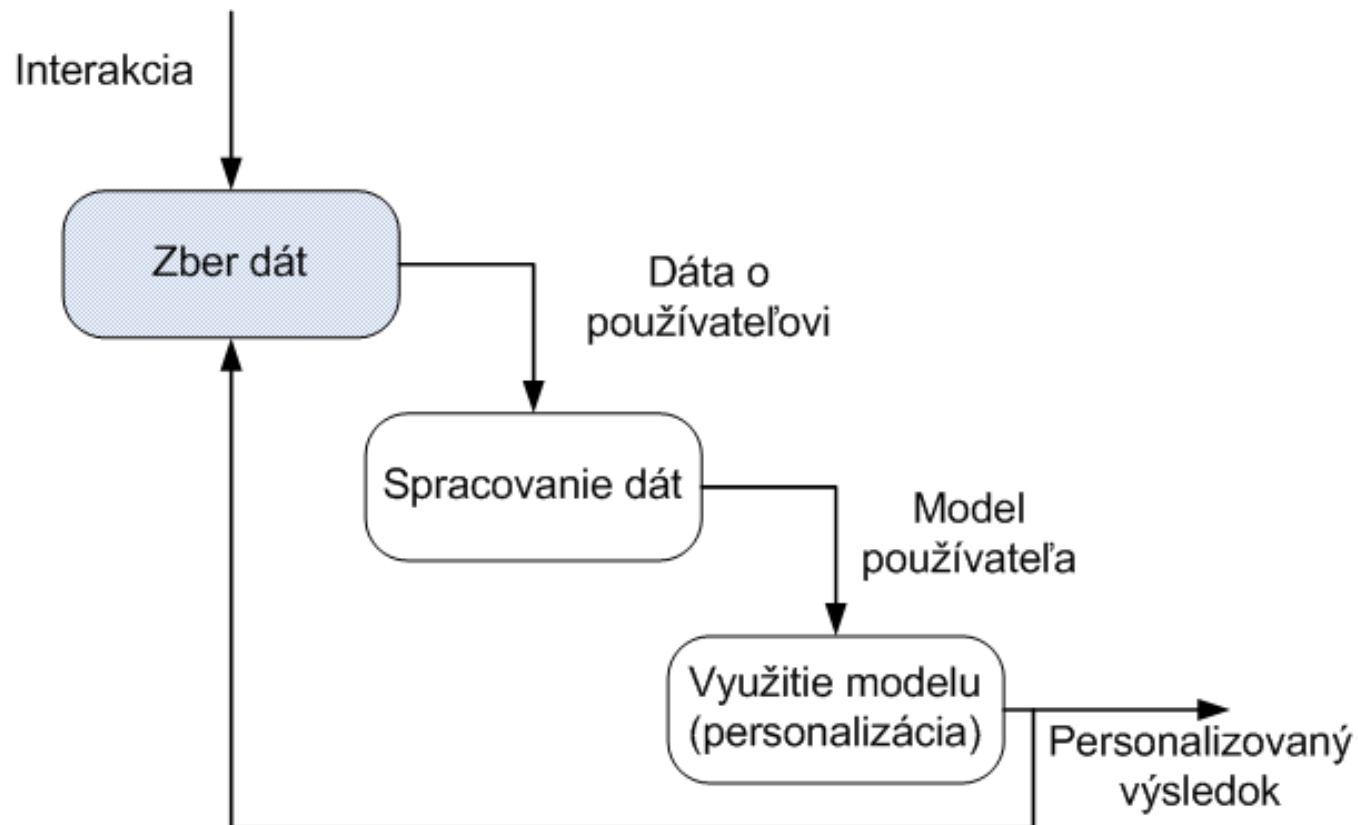 Interakcia
Zber dát
Dáta o
používateľovi
Spracovanie dát
Model
používateľa
Využitie modelu
(personalizácia)
Personalizovaný
výsledok